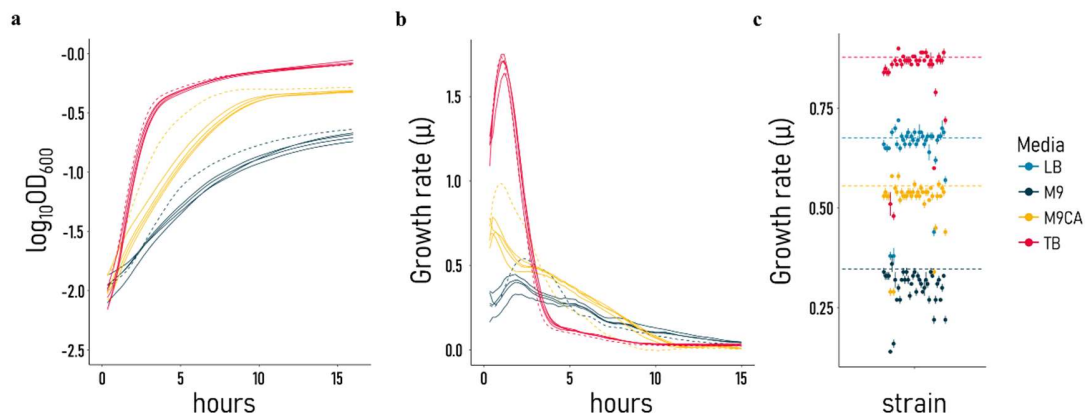 a
-0.0
-0.5
-1.0
-1.5
-2.0
-2.5
log10OD600
0 5 10 15
hours
b
1.5
1.0
0.5
0.0
Growth rate (μ)
0 5 10 15
hours
c
0.75
0.50
0.25
Growth rate (μ)
strain
Media
LB
M9
M9CA
TB